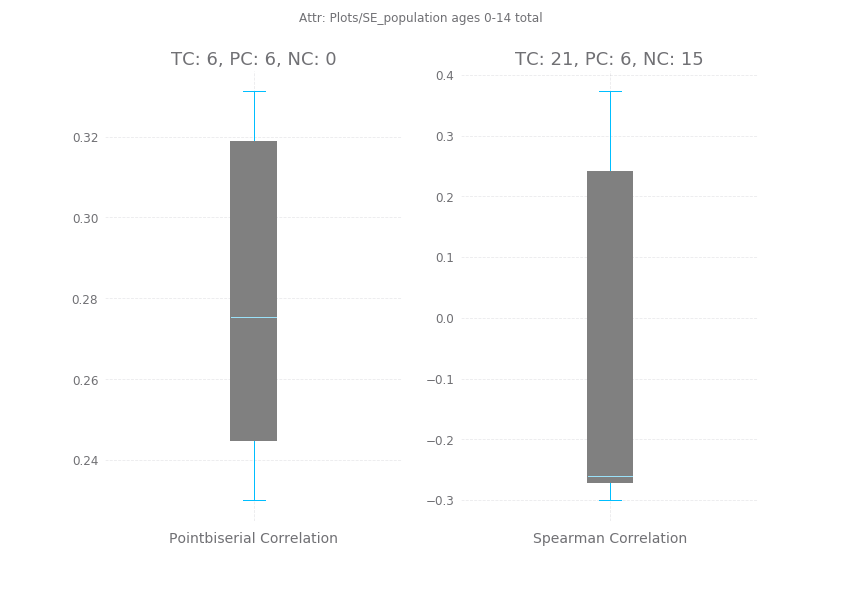 Attr: Plots/SE_population ages 0-14 total
TC: 6, PC: 6, NC: 0
0.32
0.30
0.28
0.26
0.24
Pointbiserial Correlation
TC: 21, PC: 6, NC: 15
0.4
0.3
0.2
0.1
0.0
−0.1
−0.2
−0.3
Spearman Correlation